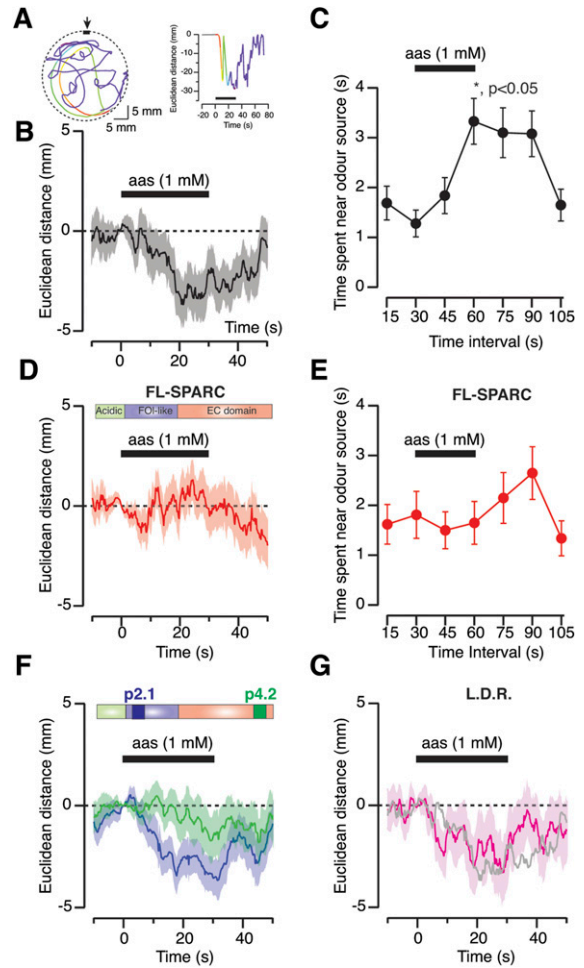 A
5 mm
5 mm
Euclidean distance (mm)
0
-10
-20
-30
-20 0 20 40 60 80
Time (s)
B
Euclidean distance (mm)
5
0
-5
aas (1 mM)
Time (s)
0 20 40
C
Time spent near odour source (s)
aas (1 mM)
*, p<0.05
4
3
2
1
0
15 30 45 60 75 90 105
Time interval (s)
D
FL-SPARC
Acidic FOl-like EC domain
aas (1 mM)
Euclidean distance (mm)
5
0
-5
0 20 40
Time (s)
E
FL-SPARC
aas (1 mM)
Time spent near odour source (s)
4
3
2
1
0
15 30 45 60 75 90 105
Time Interval (s)
F
p2.1 p4.2
aas (1 mM)
Euclidean distance (mm)
5
0
-5
0 20 40
Time (s)
G
L.D.R.
aas (1 mM)
Euclidean distance (mm)
5
0
-5
0 20 40
Time (s)